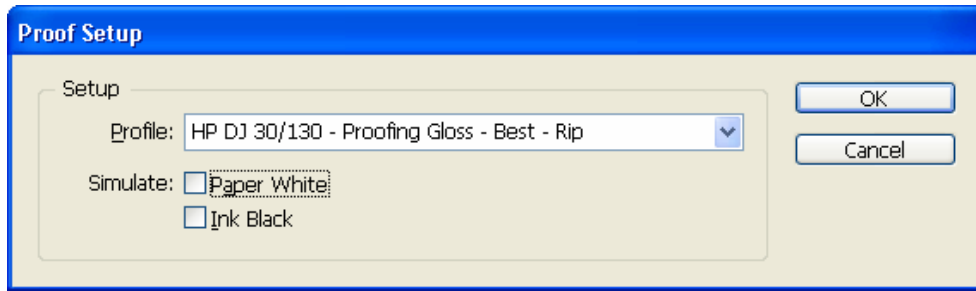 Proof Setup
Setup
Profile: HP DJ 30/130 - Proofing Gloss - Best - Rip
OK
Cancel
Simulate: Paper White
Ink Black